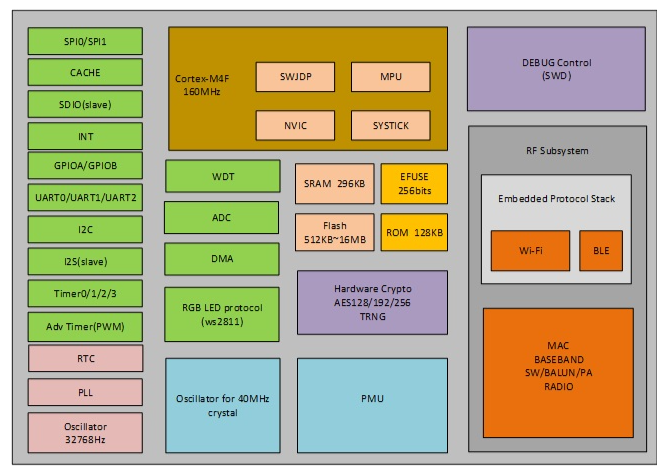 SPI0/SPI1
CACHE
SDIO(slave)
INT
GPIOA/GPIOB
UART0/UART1/UART2
I2C
I2S(slave)
Timer0/1/2/3
Adv Timer(PWM)
RTC
PLL
Oscillator
32768Hz
Cortex-M4F
160MHz
SWJDP
MPU
NVIC
SYSTICK
WDT
ADC
DMA
RGB LED protocol
(ws2811)
Oscillator for 40MHz
crystal
SRAM 296KB
EFUSE
256bits
Flash
512KB~16MB
ROM 128KB
Hardware Crypto
AES128/192/256
TRNG
PMU
DEBUG Control
(SWD)
RF Subsystem
Embedded Protocol Stack
Wi-Fi
BLE
MAC
BASEBAND
SW/BALUN/PA
RADIO